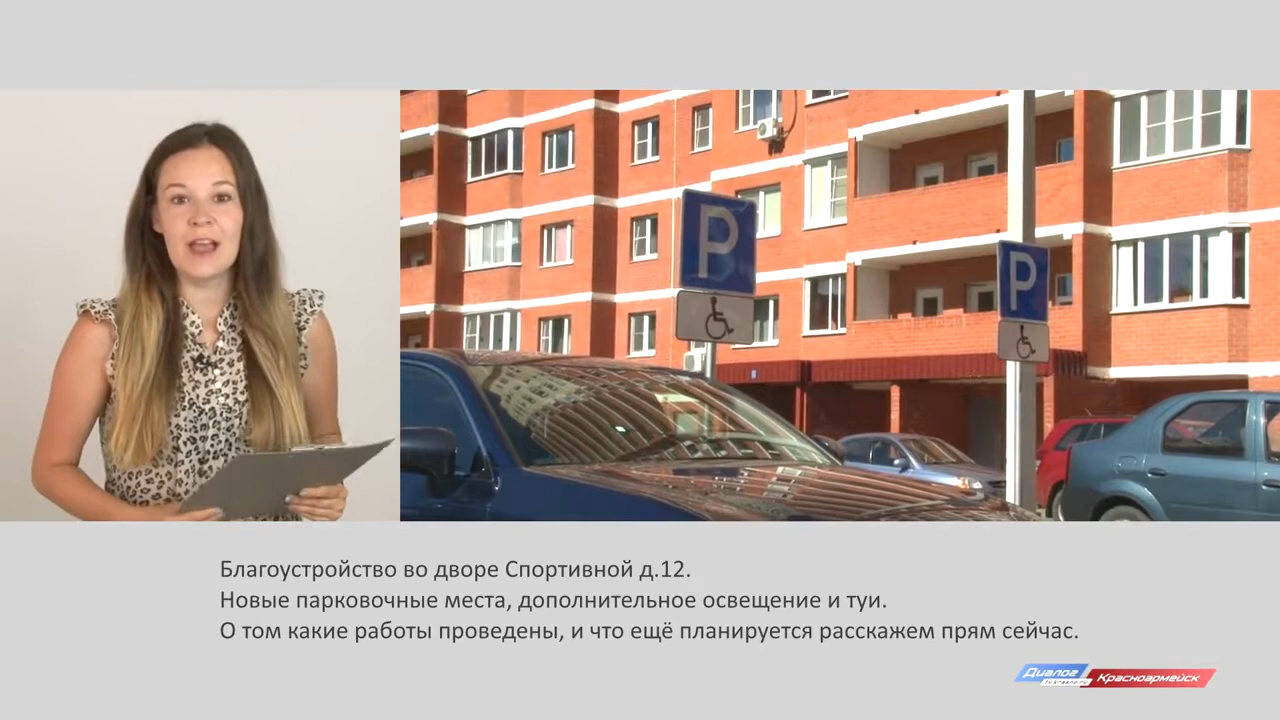 P
P
Благоустройство во дворе Спортивной д.12.
Новые парковочные места, дополнительное освещение и туи.
О том какие работы проведены, и что ещё планируется расскажем прям сейчас.
Диалог
Красноармейск